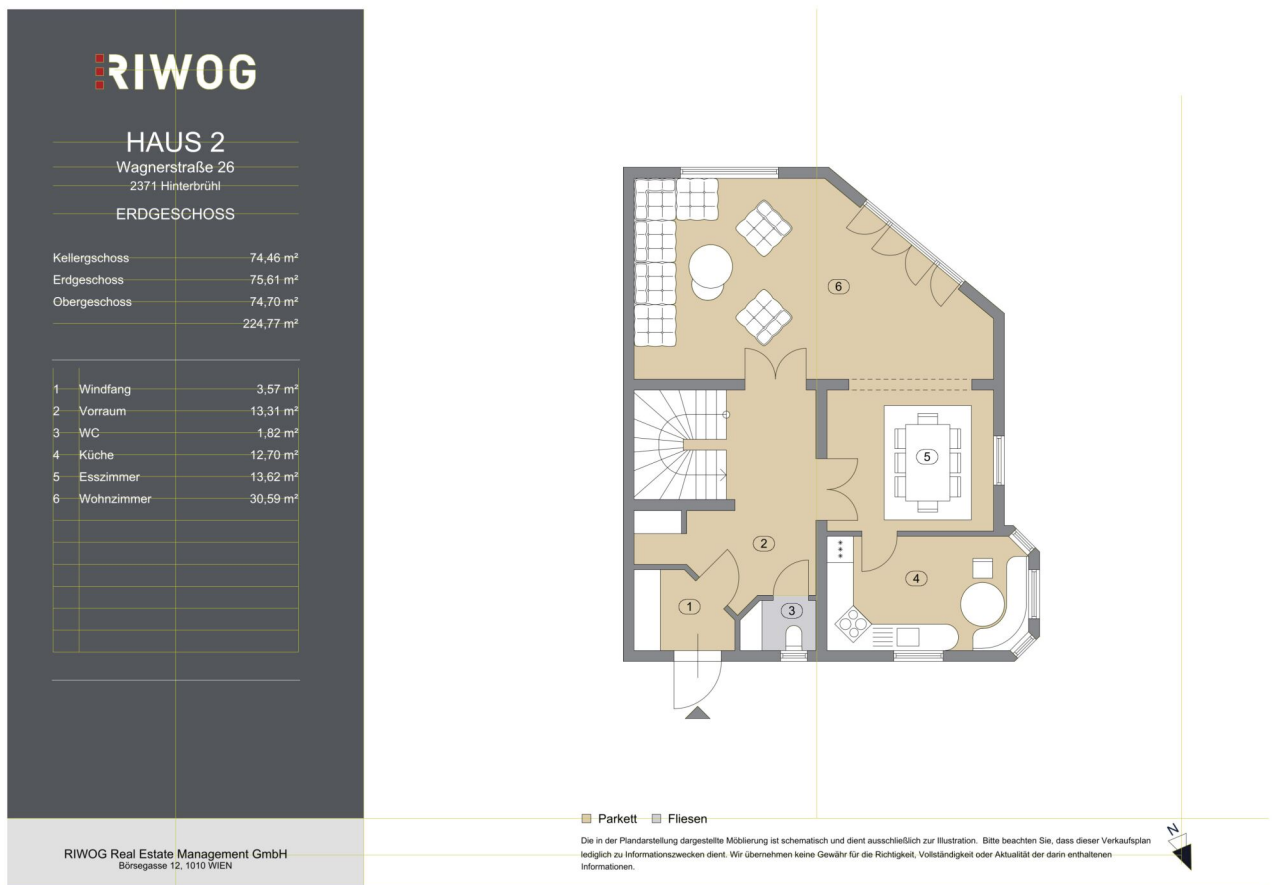 RIWOG
HAUS 2
Wagnerstraße 26
2371 Hinterbrühl
ERDGESCHOSS
Kellergschoss 74,46 m²
Erdgeschoss 75,61 m²
Obergeschoss 74,70 m²
224,77 m²
1 Windfang 3,57 m²
2 Vorraum 13,31 m²
3 WC 1,82 m²
4 Küche 12,70 m²
5 Esszimmer 13,62 m²
6 Wohnzimmer 30,59 m²
RIWOG Real Estate Management GmbH
Börsegasse 12, 1010 WIEN
6
5
2
4
1
3
Parkett Fliesen
Die in der Plandarstellung dargestellte Möblierung ist schematisch und dient ausschließlich zur Illustration. Bitte beachten Sie, dass dieser Verkaufsplan
lediglich zu Informationszwecken dient. Wir übernehmen keine Gewähr für die Richtigkeit, Vollständigkeit oder Aktualität der darin enthaltenen
Informationen.
N